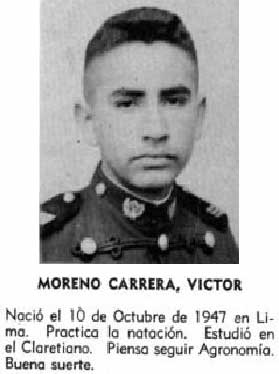 MORENO CARRERA, VICTOR
Nació el 10 de Octubre de 1947 en Li-
ma. Practica la natación. Estudió en
el Claretiano. Piensa seguir Agronomía.
Buena suerte.